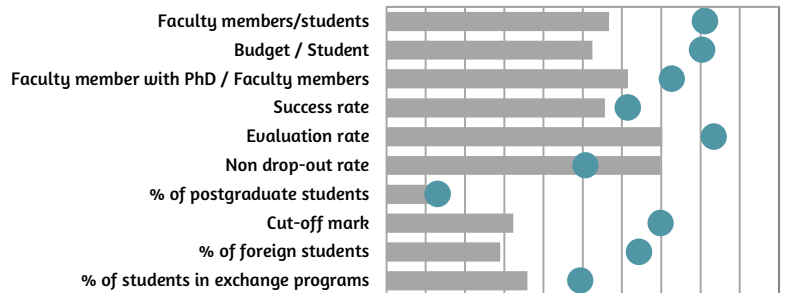 Faculty members/students
Budget / Student
Faculty member with PhD / Faculty members
Success rate
Evaluation rate
Non drop-out rate
% of postgraduate students
Cut-off mark
% of foreign students
% of students in exchange programs